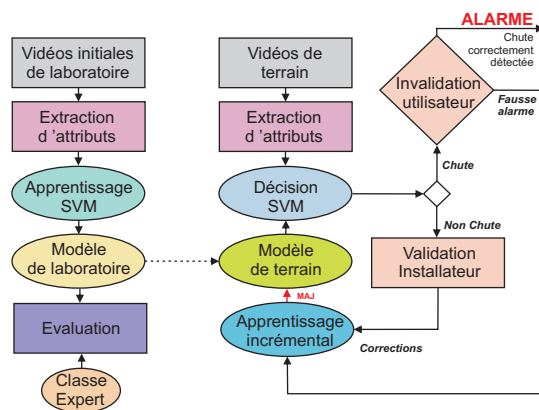 Vidéos initiales
de laboratoire
Extraction
d 'attributs
Apprentissage
SVM
Modèle
de laboratoire
Evaluation
Classe
Expert
Vidéos de
terrain
Extraction
d 'attributs
Décision
SVM
Modèle
de terrain
MAJ
Apprentissage
incrémental
ALARME
Chute
correctement
détectée
Invalidation
utilisateur
Fausse
alarme
Chute
Non Chute
Validation
Installateur
Corrections